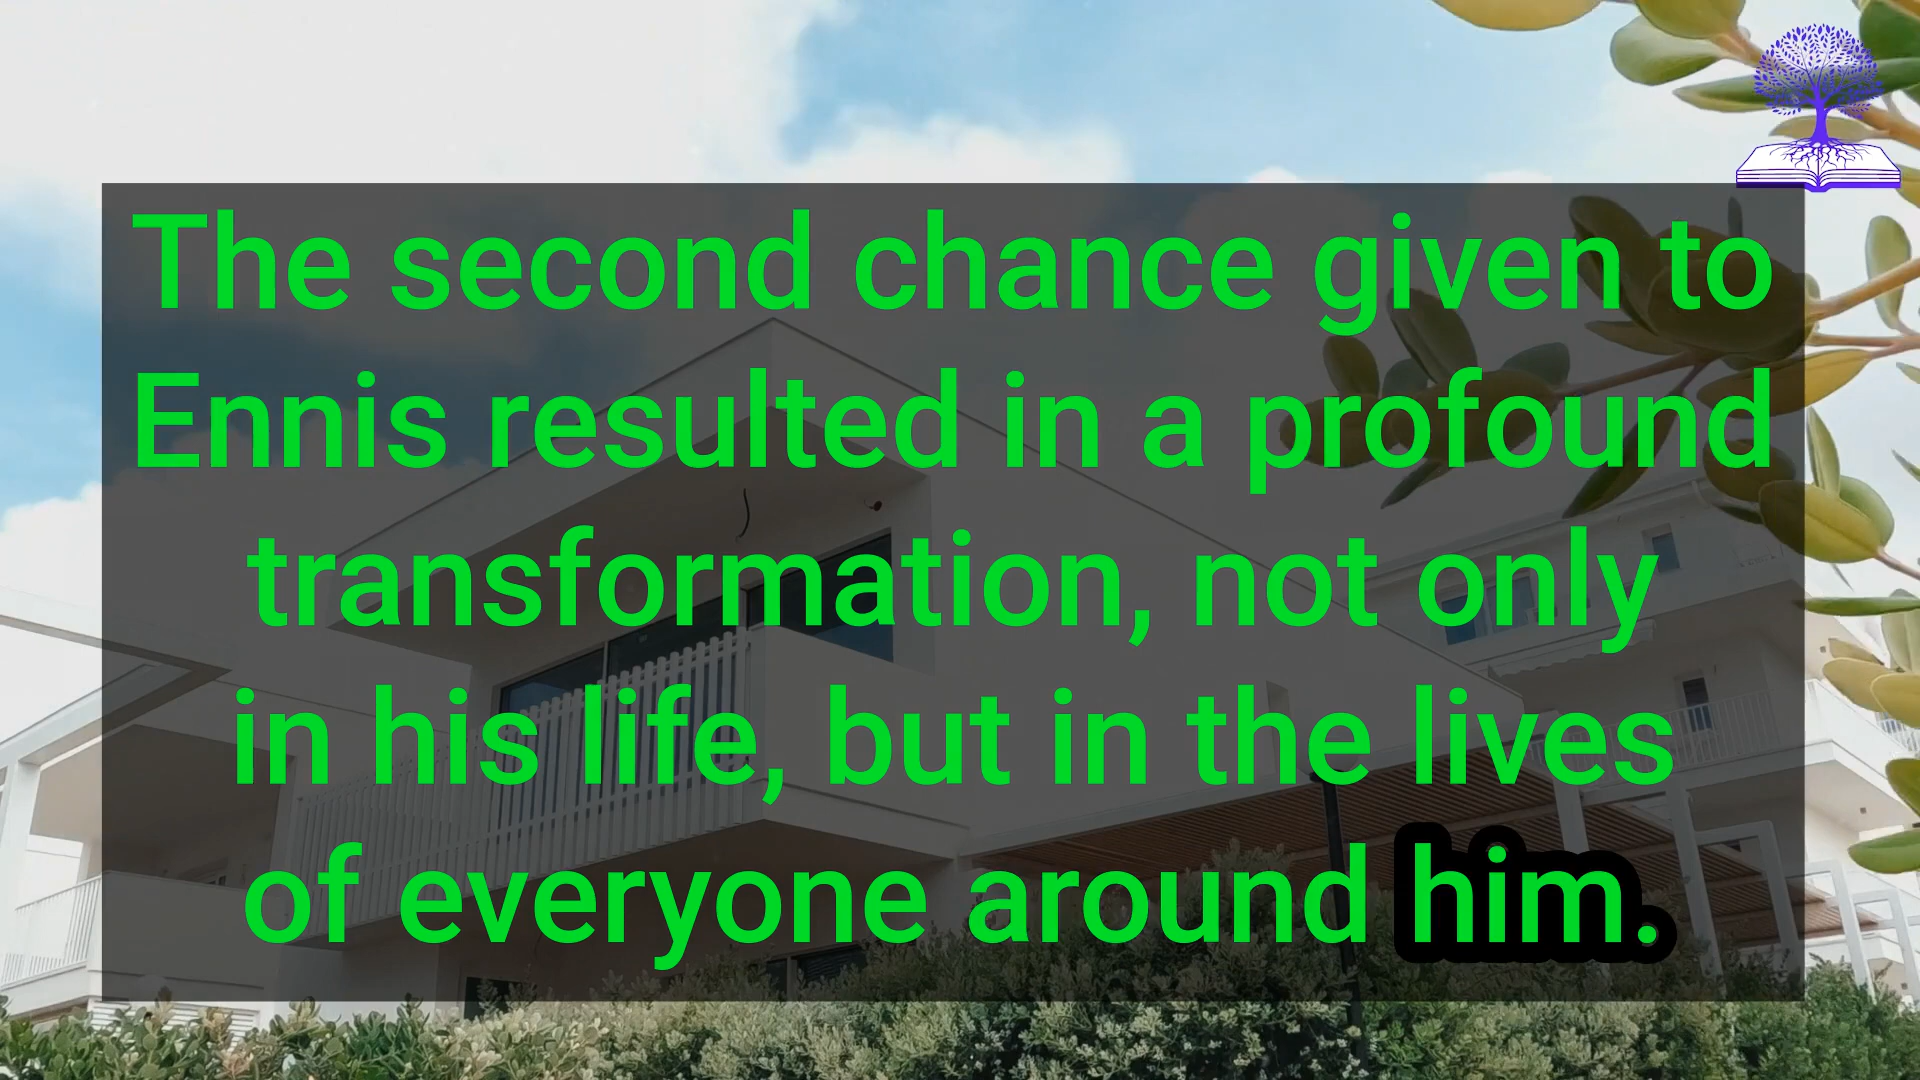 The second chance given to
Ennis resulted in a profound
transformation, not only
in his life, but in the lives
of everyone around him.